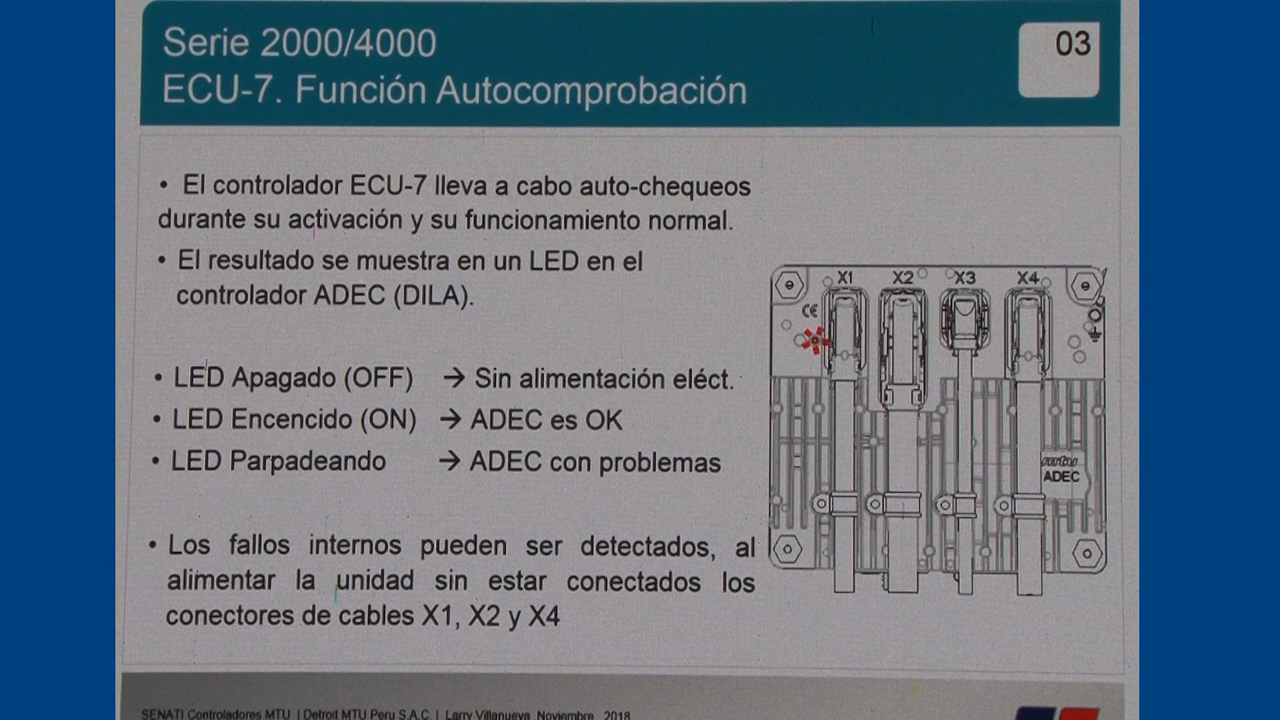 Serie 2000/4000
03
ECU-7. Función Autocomprobación
• El controlador ECU-7 lleva a cabo auto-chequeos
durante su activación y su funcionamiento normal.
• El resultado se muestra en un LED en el
controlador ADEC (DILA).
• LED Apagado (OFF) → Sin alimentación eléct.
• LED Encencido (ON) → ADEC es OK
• LED Parpadeando → ADEC con problemas
• Los fallos internos pueden ser detectados, al
alimentar la unidad sin estar conectados los
conectores de cables X1, X2 y X4
X1 X2 X3 X4
CE
mtu
ADEC
SENATI Controladores MTU | Detroit MTU Peru S.A.C. | Larry Villanueva Noviembre 2018